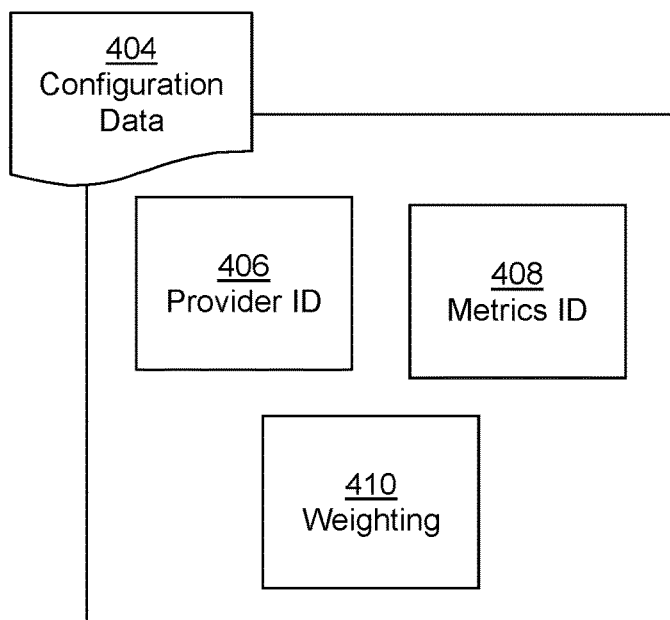 404
Configuration
Data
406
Provider ID
408
Metrics ID
410
Weighting